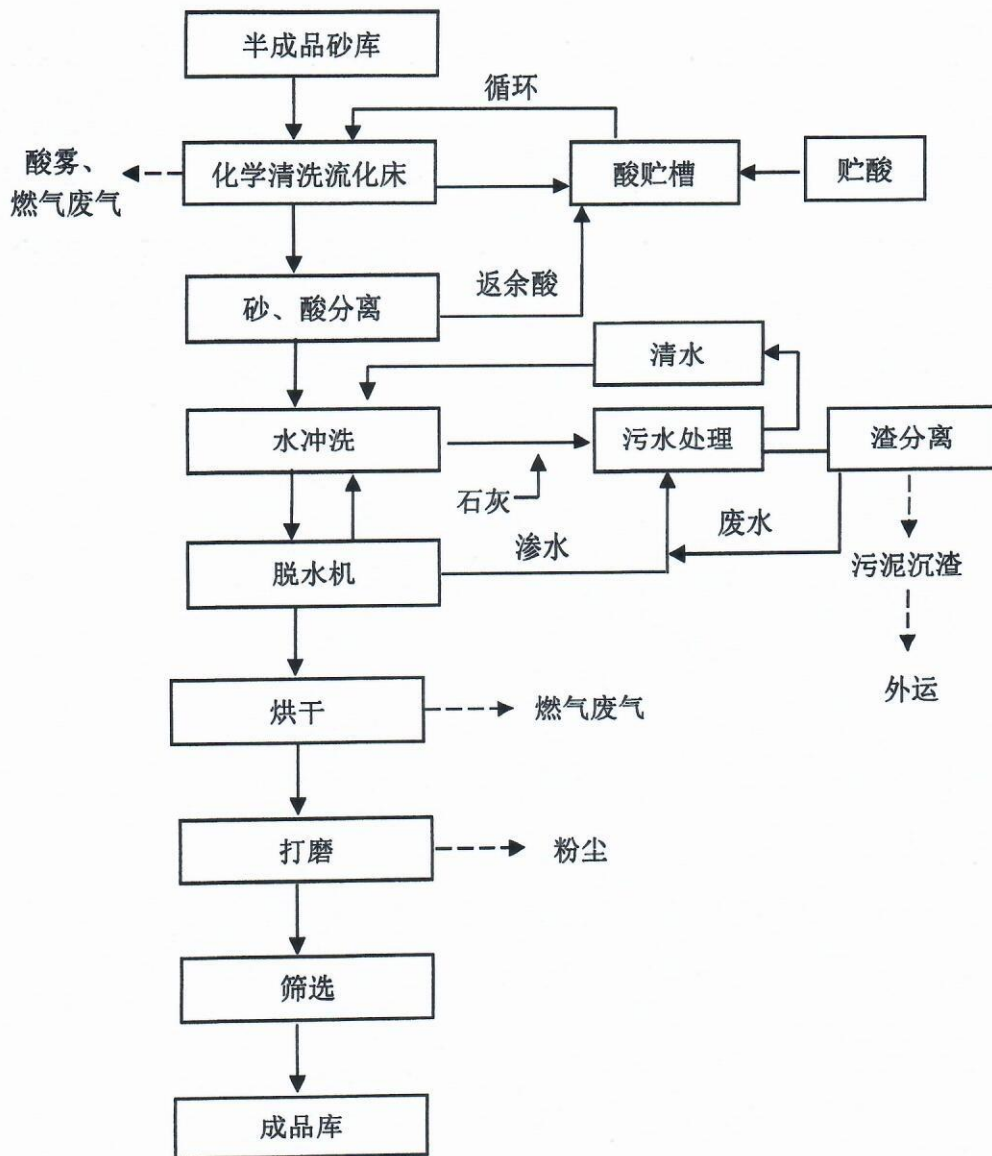 半成品砂库
循环
酸雾、
燃气废气
化学清洗流化床
酸贮槽
贮酸
砂、酸分离
返余酸
清水
水冲洗
污水处理
渣分离
石灰
废水
渗水
脱水机
污泥沉渣
外运
烘干
燃气废气
打磨
粉尘
筛选
成品库